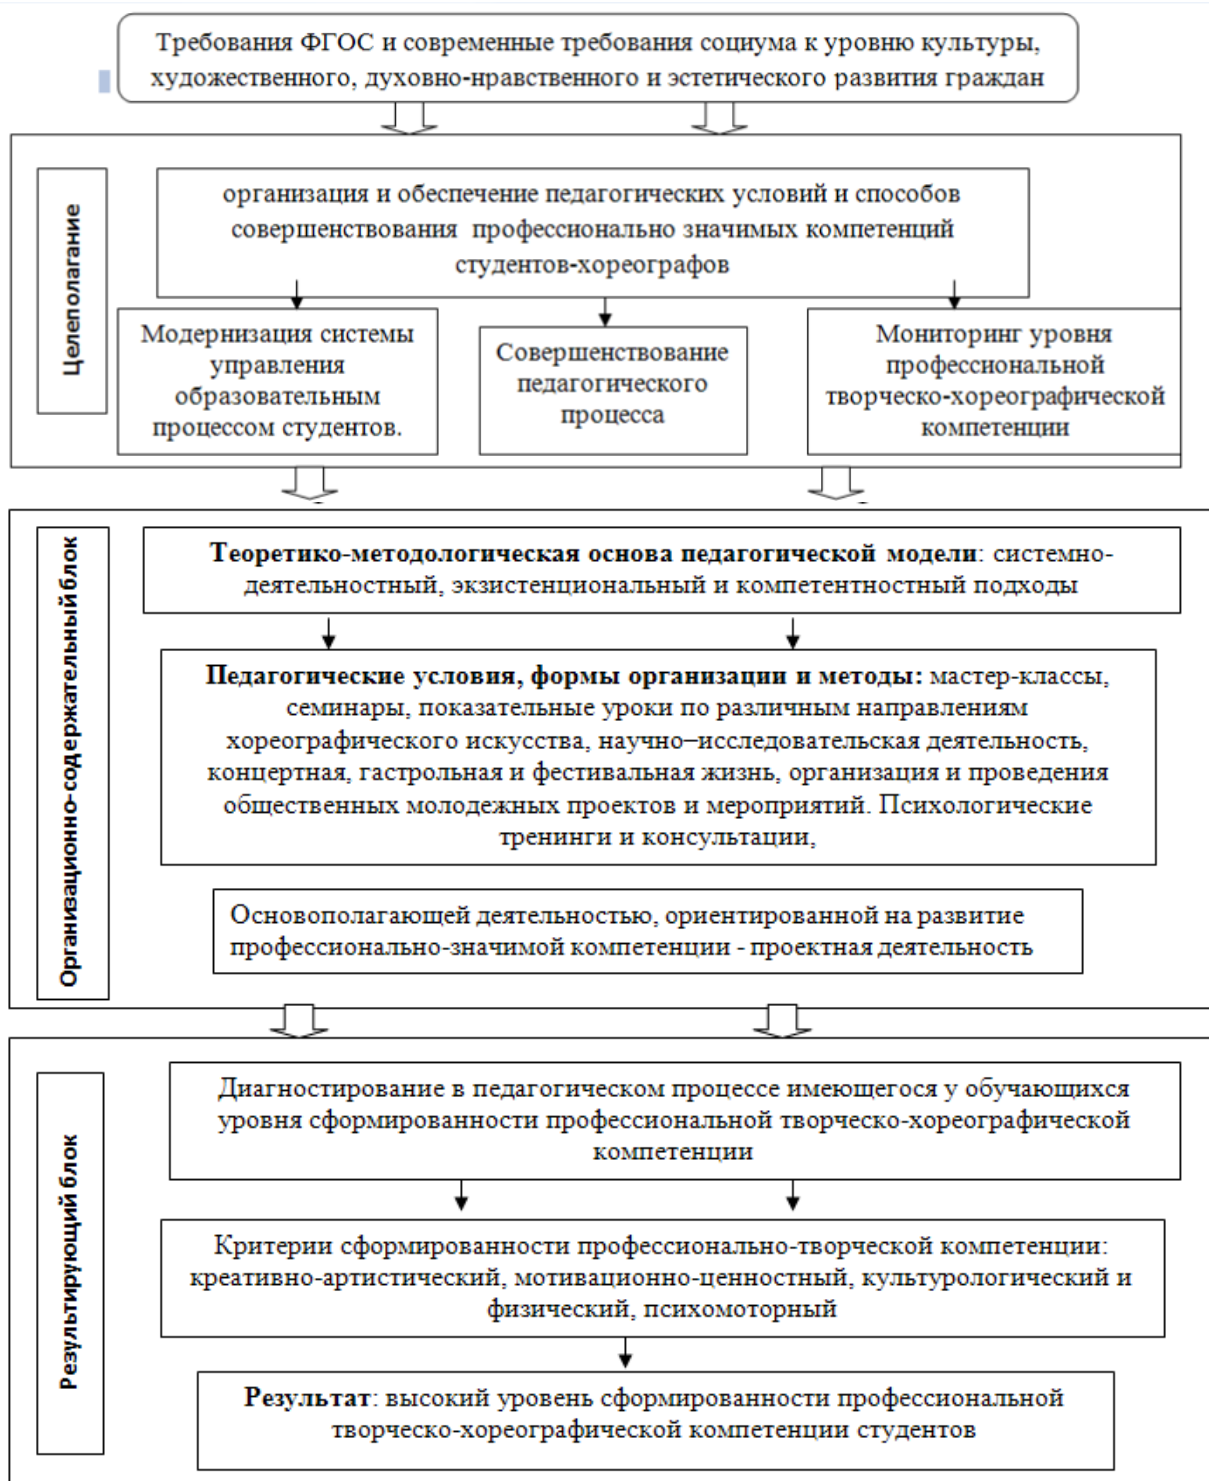 Требования ФГОС и современные требования социума к уровню культуры,
художественного, духовно-нравственного и эстетического развития граждан
Целеполагание
организация и обеспечение педагогических условий и способов
совершенствования профессионально значимых компетенций
студентов-хореографов
Модернизация системы
управления
образовательным
процессом студентов.
Совершенствование
педагогического
процесса
Мониторинг уровня
профессиональной
творческо-хореографической
компетенции
Организационно-содержательный блок
Теоретико-методологическая основа педагогической модели: системно-
деятельностный, экзистенциональный и компетентностный подходы
Педагогические условия, формы организации и методы: мастер-классы,
семинары, показательные уроки по различным направлениям
хореографического искусства, научно–исследовательская деятельность,
концертная, гастрольная и фестивальная жизнь, организация и проведения
общественных молодежных проектов и мероприятий. Психологические
тренинги и консультации,
Основополагающей деятельностью, ориентированной на развитие
профессионально-значимой компетенции - проектная деятельность
Результирующий блок
Диагностирование в педагогическом процессе имеющегося у обучающихся
уровня сформированности профессиональной творческо-хореографической
компетенции
Критерии сформированности профессионально-творческой компетенции:
креативно-артистический, мотивационно-ценностный, культурологический и
физический, психомоторный
Результат: высокий уровень сформированности профессиональной
творческо-хореографической компетенции студентов